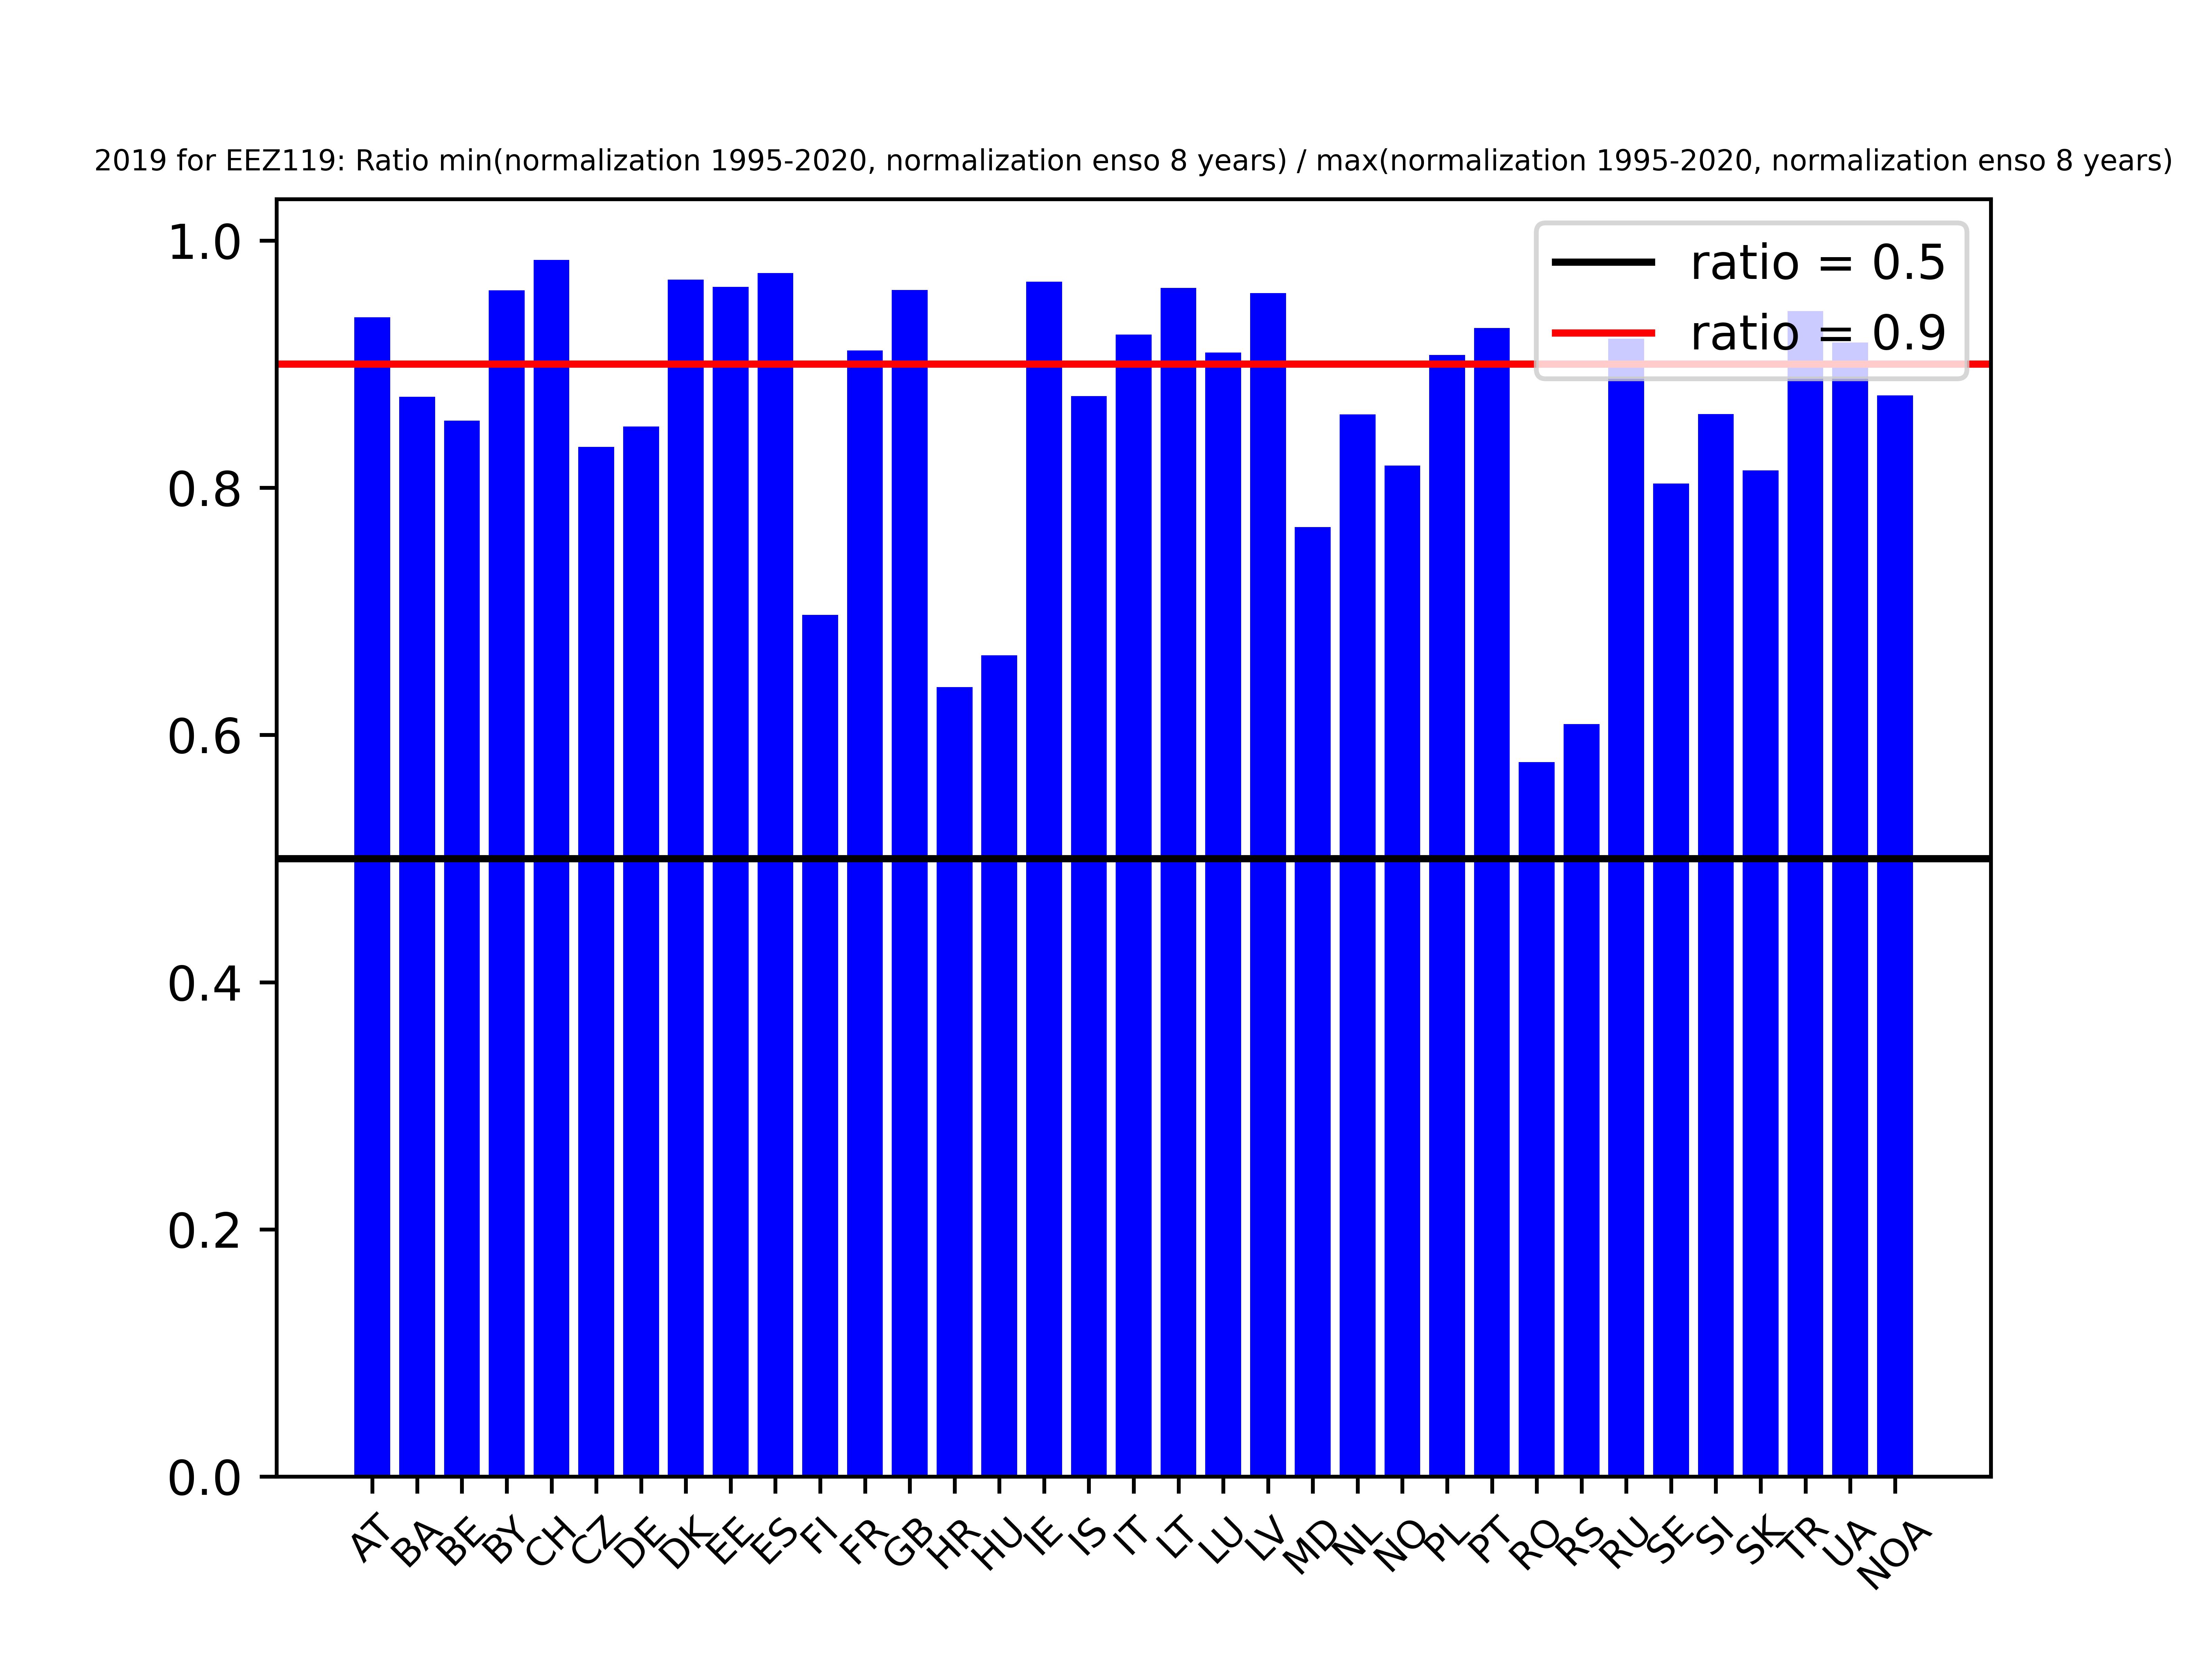 2019 for EEZ119: Ratio min(normalization 1995-2020, normalization enso 8 years) / max(normalization 1995-2020, normalization enso 8 years)
1.0
0.8
0.6
0.4
0.2
0.0
ratio = 0.5
ratio = 0.9
AT BA BE BY CH CZ DE DK EE ES FI FR GB HR HU IE IS IT LT LU LV MD NL NO PL PT RO RS RU SE SI SK TR UA NOA